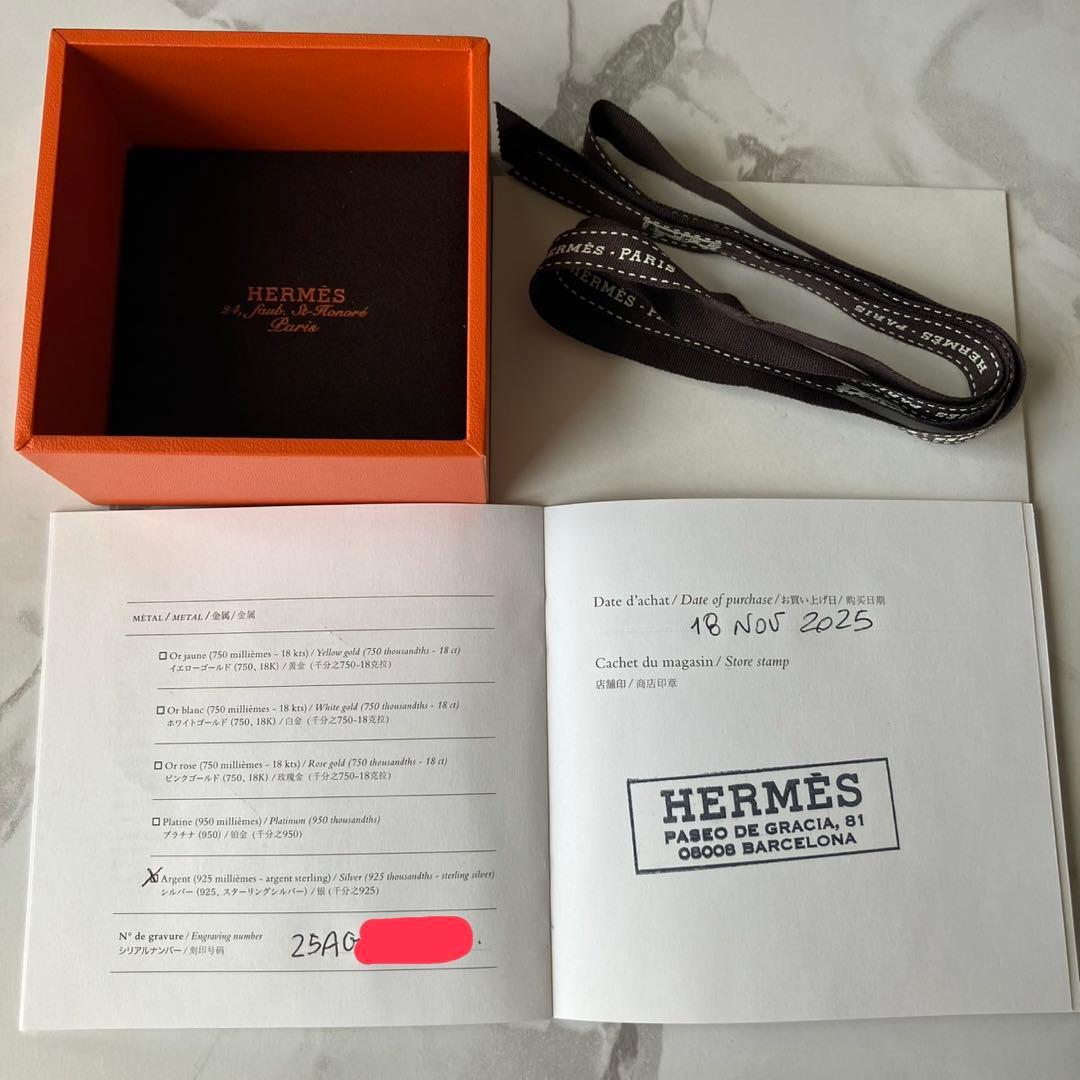 HERMÈS
24, faub. St-Honoré
Paris
HERMÈS · PARIS
HERMÈS · P
HERMÈS
PARIS ·
MÉTAL / METAL / 金属 / 金属
Or jaune (750 millièmes - 18 kts) / Yellow gold (750 thousandths - 18 ct)
イエローゴールド (750、18K) / 黄金 (千分之750-18克拉)
Or blanc (750 millièmes - 18 kts) / White gold (750 thousandths - 18 ct)
ホワイトゴールド (750、18K) / 白金 (千分之750-18克拉)
Or rose (750 millièmes - 18 kts) / Rose gold (750 thousandths - 18 ct)
ピンクゴールド (750、18K) / 玫瑰金 (千分之750-18克拉)
Platine (950 millièmes) / Platinum (950 thousandths)
プラチナ (950) / 铂金 (千分之950)
Argent (925 millièmes - argent sterling) / Silver (925 thousandths - sterling silver)
シルバー (925、スターリングシルバー) / 银 (千分之925)
N° de gravure / Engraving number
シリアルナンバー / 刻印号码
25AG
Date d'achat / Date of purchase / お買い上げ日 / 购买日期
18 NOV 2025
Cachet du magasin / Store stamp
店舗印 / 商店印章
HERMÈS
PASEO DE GRACIA, 81
08008 BARCELONA